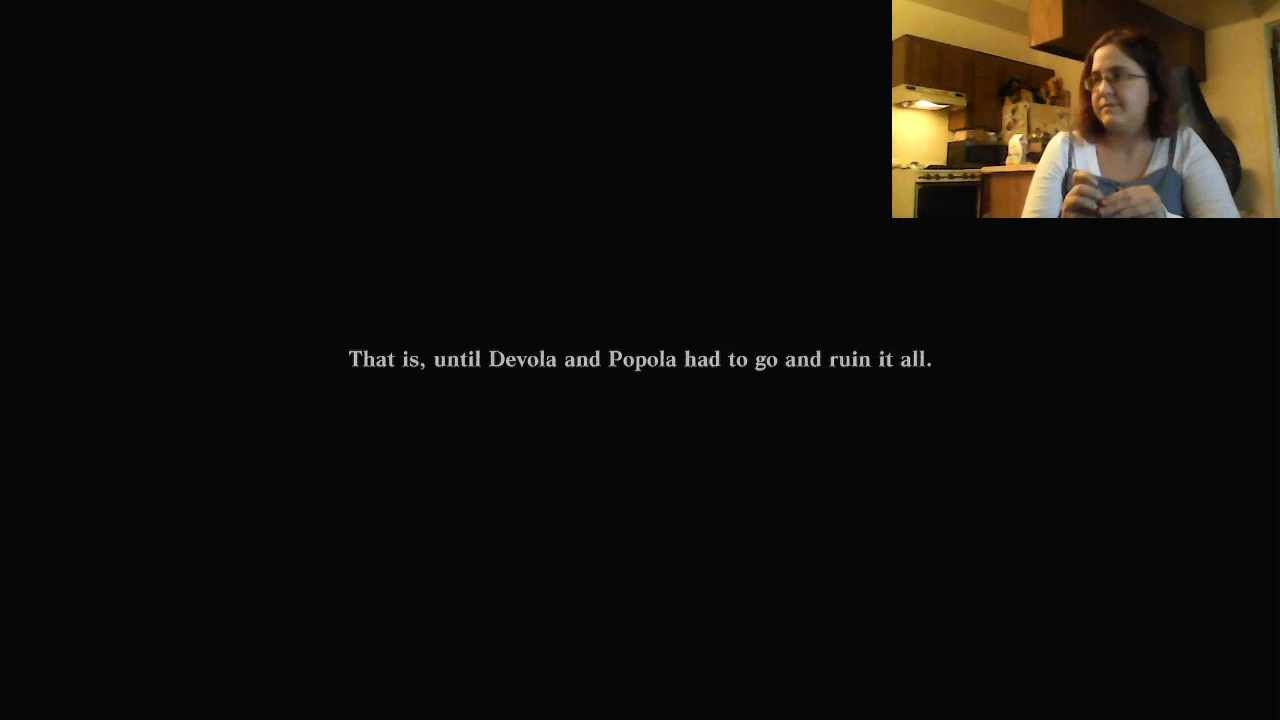 That is, until Devola and Popola had to go and ruin it all.